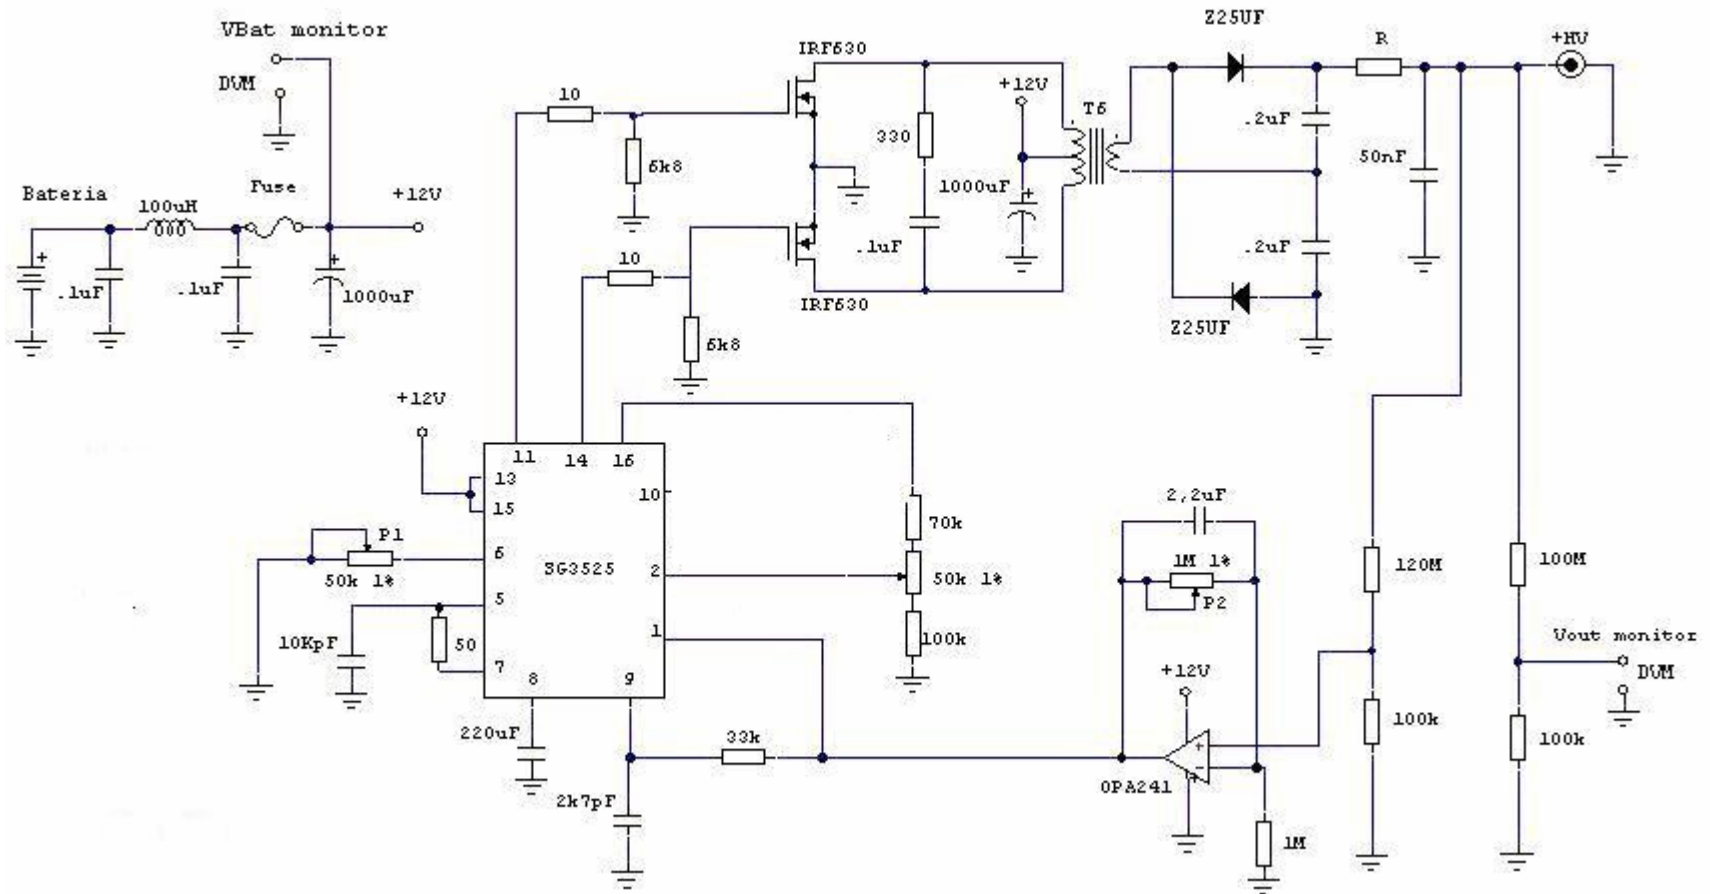 Z25UF
VBat monitor
R
+HV
IRF630
DVM
+12V
10
T6
.2uF
330
50nF
6k8
Bateria
Fuse
+12V
1000uF
100uH
.1uF
.2uF
10
.1uF
.1uF
1000uF
IRF630
Z25UF
6k8
+12V
11
14
16
13
10
15
2,2uF
70k
P1
6
1M 1%
120M
100M
SG3525
2
50k 1%
50k 1%
5
P2
1
100k
Vout monitor
10KpF
50
7
+12V
DVM
8
9
220uF
33k
100k
100k
+
-
OPA241
2k7pF
1M